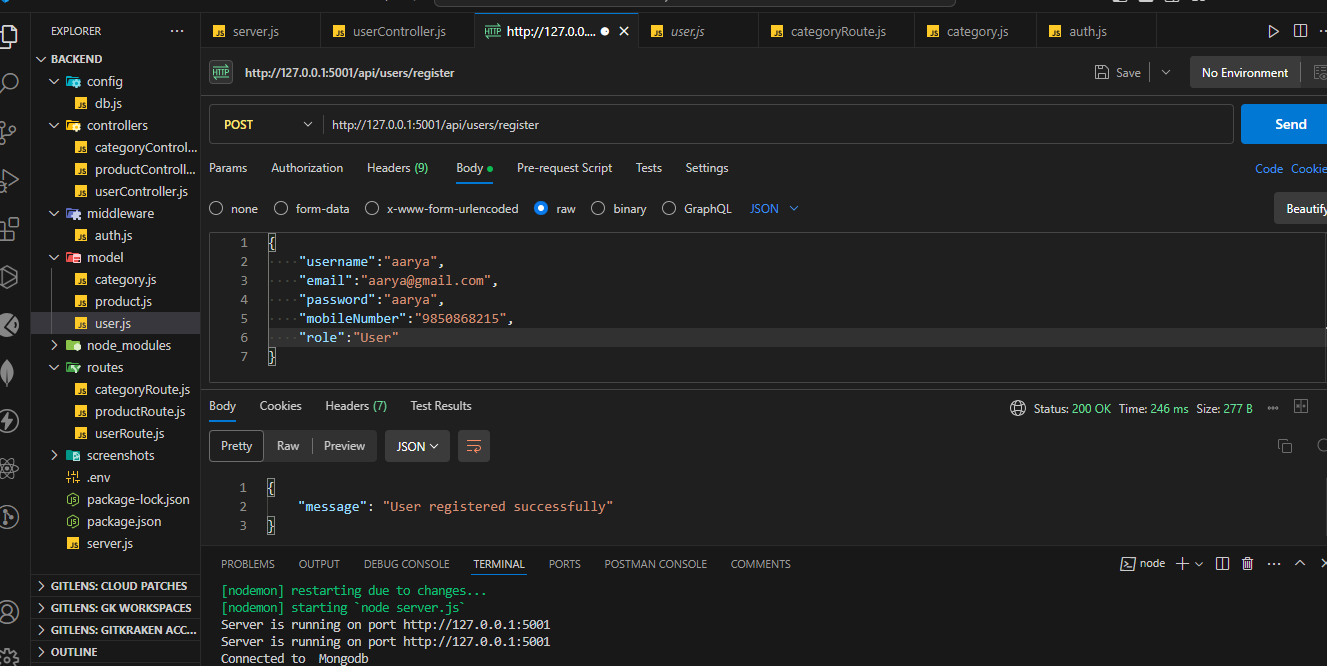 EXPLORER
BACKEND
config
db.js
controllers
categoryControl...
productControll...
userController.js
middleware
auth.js
model
category.js
product.js
user.js
node_modules
routes
categoryRoute.js
productRoute.js
userRoute.js
screenshots
.env
package-lock.json
package.json
server.js
GITLENS: CLOUD PATCHES
GITLENS: GK WORKSPACES
GITLENS: GITKRAKEN ACC...
OUTLINE
server.js userController.js http://127.0.0.... user.js categoryRoute.js category.js auth.js
HTTP http://127.0.0.1:5001/api/users/register Save No Environment
POST http://127.0.0.1:5001/api/users/register Send
Params Authorization Headers (9) Body Pre-request Script Tests Settings Code Cookie
none form-data x-www-form-urlencoded raw binary GraphQL JSON Beautify
1 {
2 "username":"aarya",
3 "email":"aarya@gmail.com",
4 "password":"aarya",
5 "mobileNumber":"9850868215",
6 "role":"User"
7 }
Body Cookies Headers (7) Test Results Status: 200 OK Time: 246 ms Size: 277 B
Pretty Raw Preview JSON
1 {
2 "message": "User registered successfully"
3 }
PROBLEMS OUTPUT DEBUG CONSOLE TERMINAL PORTS POSTMAN CONSOLE COMMENTS node
[nodemon] restarting due to changes...
[nodemon] starting `node server.js`
Server is running on port http://127.0.0.1:5001
Server is running on port http://127.0.0.1:5001
Connected to  Mongodb